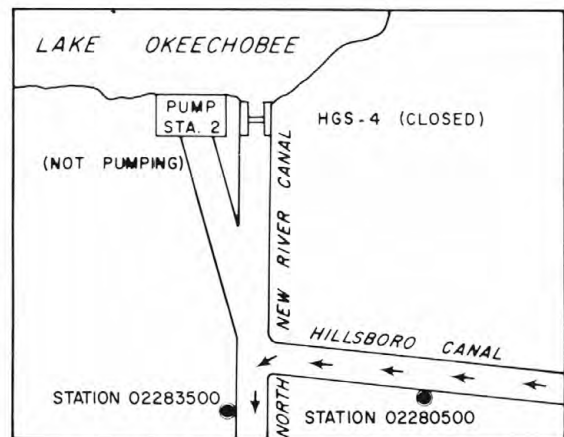 LAKE OKEECHOBEE
PUMP
STA. 2
HGS-4 (CLOSED)
(NOT PUMPING)
NORTH NEW RIVER CANAL
HILLSBORO CANAL
STATION 02283500
STATION 02280500